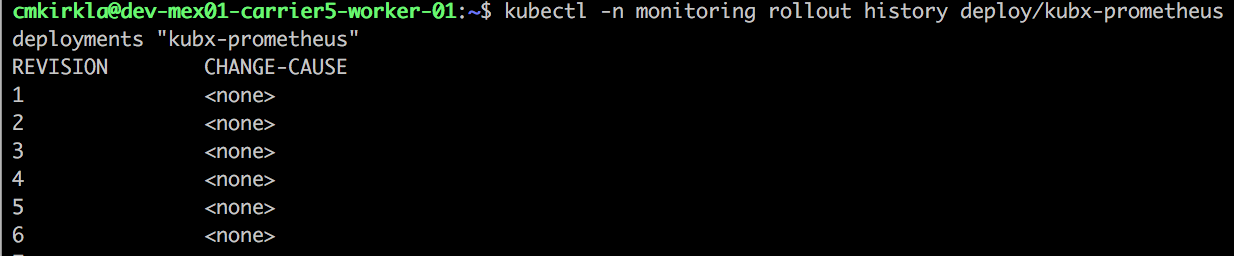 cmkirkla@dev-mex01-carrier5-worker-01:~$ kubectl -n monitoring rollout history deploy/kubx-prometheus
deployments "kubx-prometheus"
REVISION        CHANGE-CAUSE
1               <none>
2               <none>
3               <none>
4               <none>
5               <none>
6               <none>